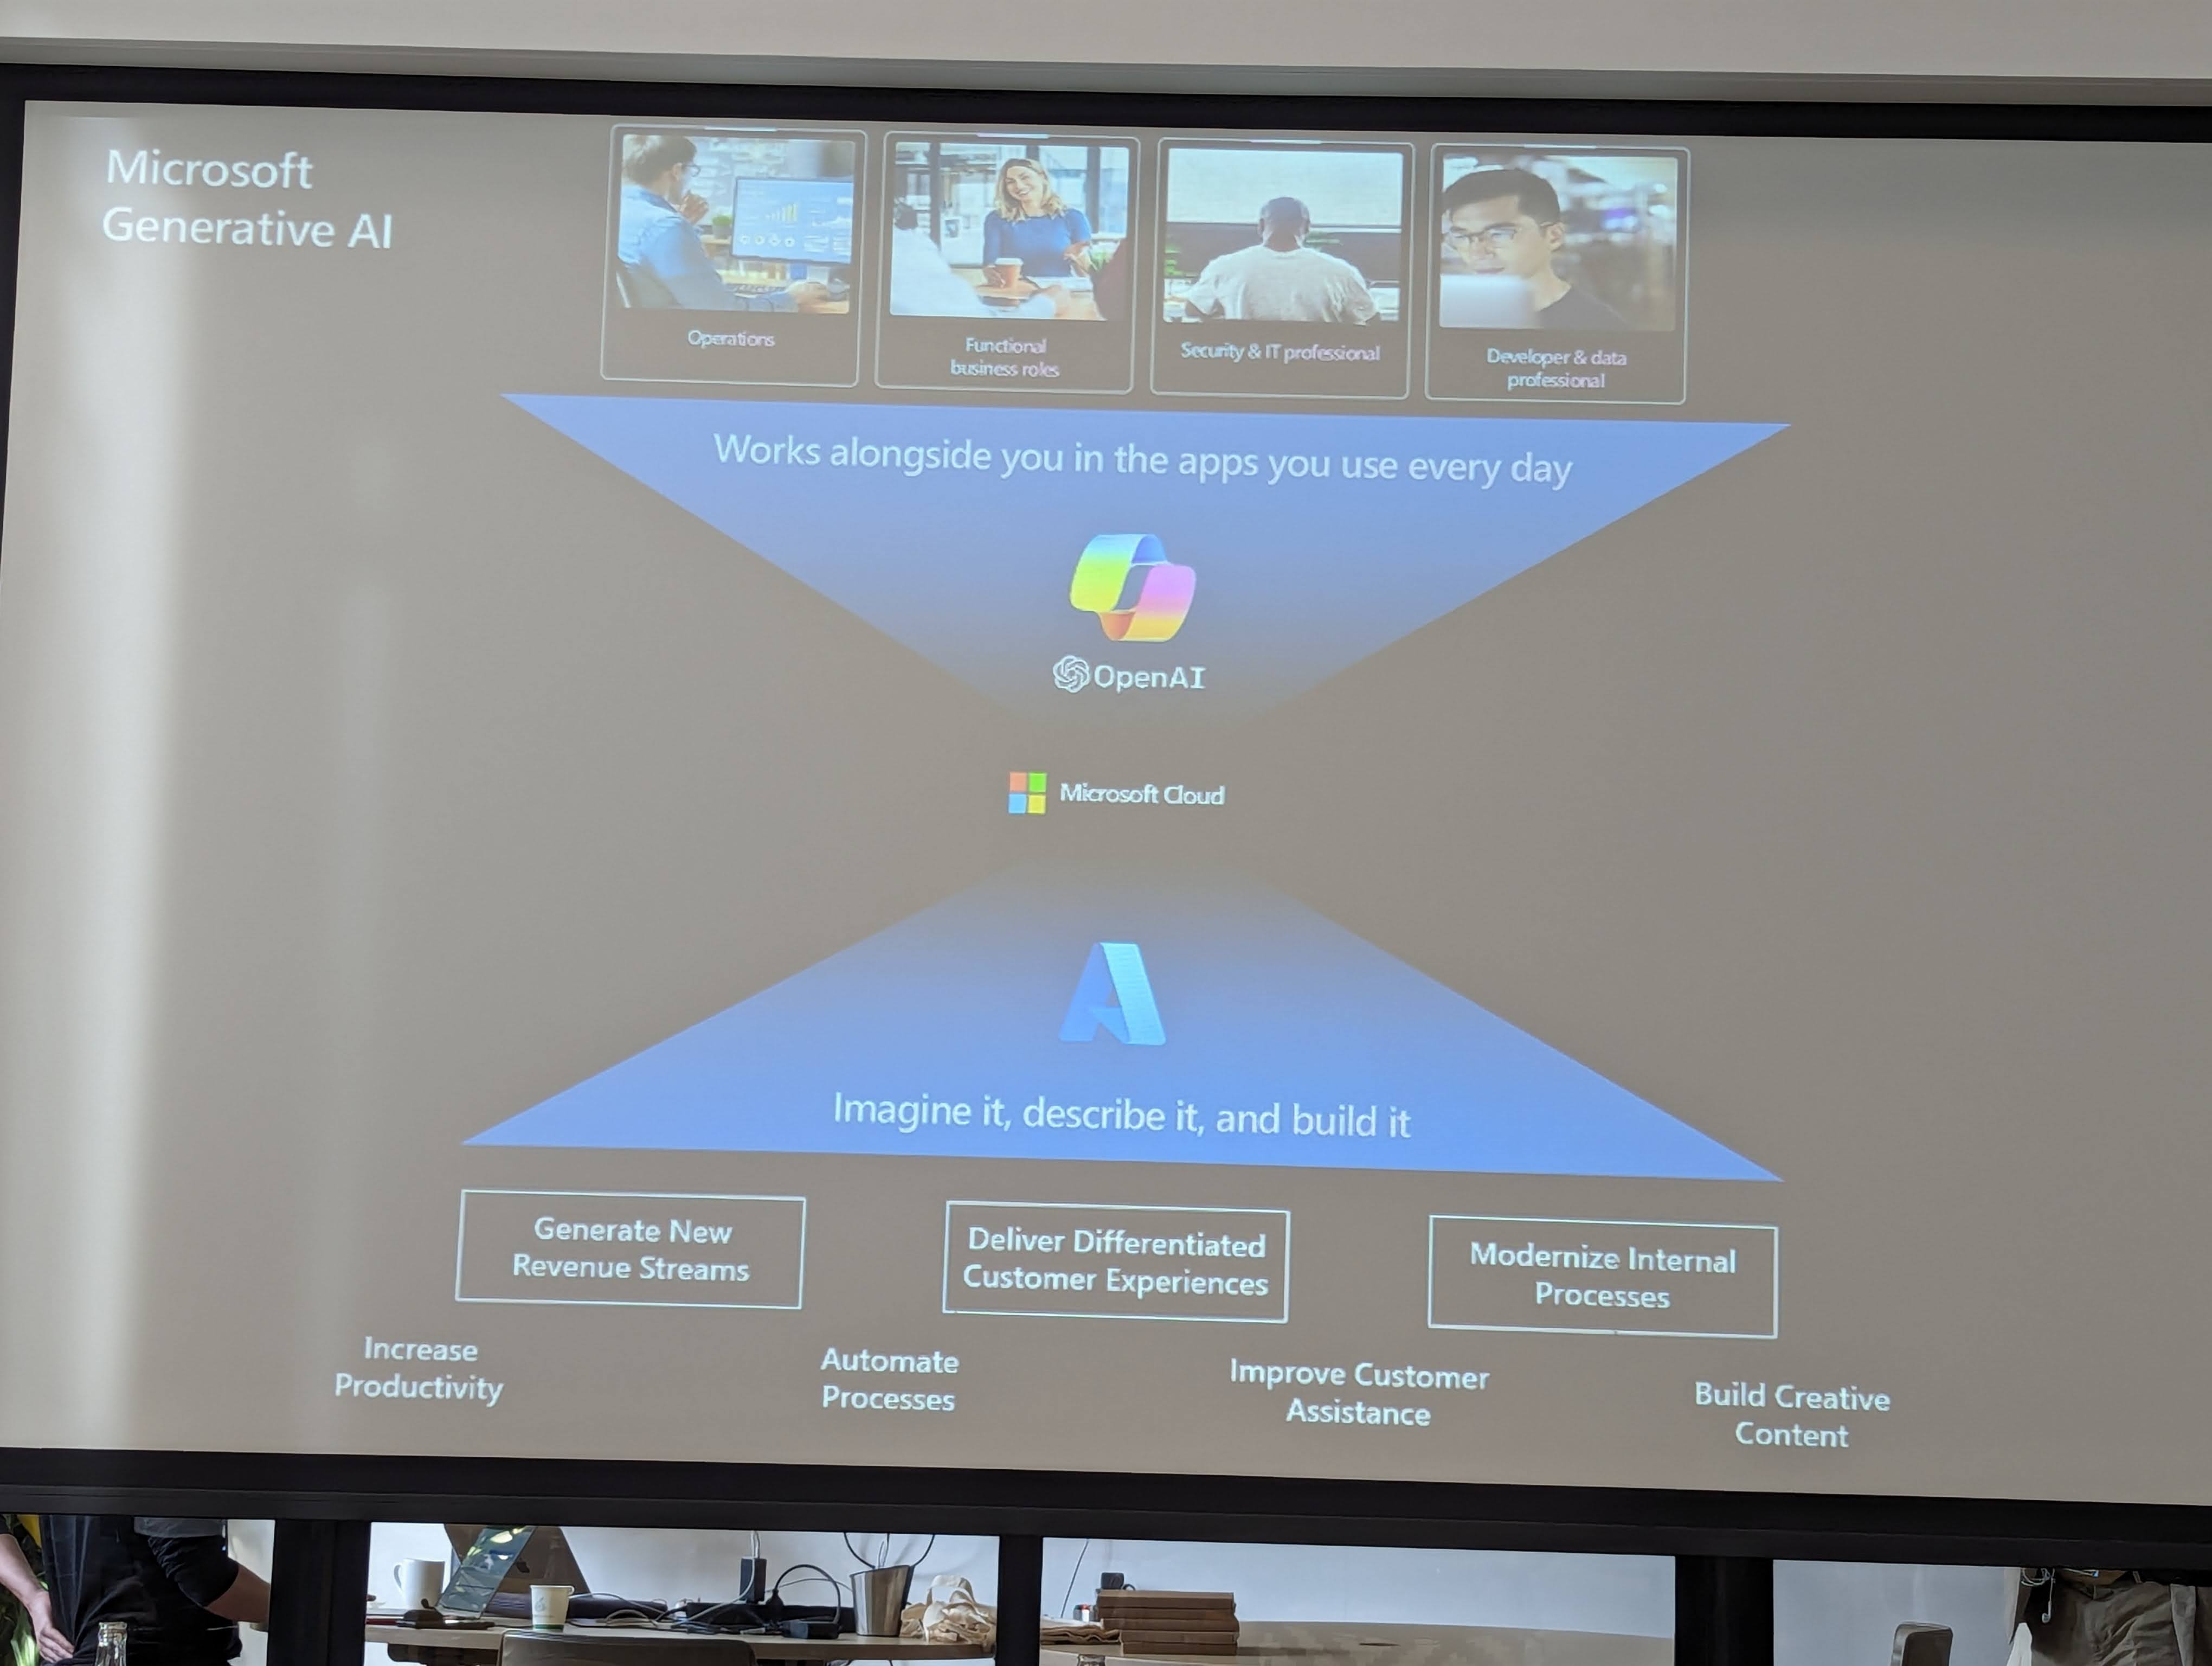 Microsoft
Generative AI
Operations
Functional
business roles
Security & IT professional
Developer & data
professional
Works alongside you in the apps you use every day
OpenAI
Microsoft Cloud
Imagine it, describe it, and build it
Generate New
Revenue Streams
Deliver Differentiated
Customer Experiences
Modernize Internal
Processes
Increase
Productivity
Automate
Processes
Improve Customer
Assistance
Build Creative
Content